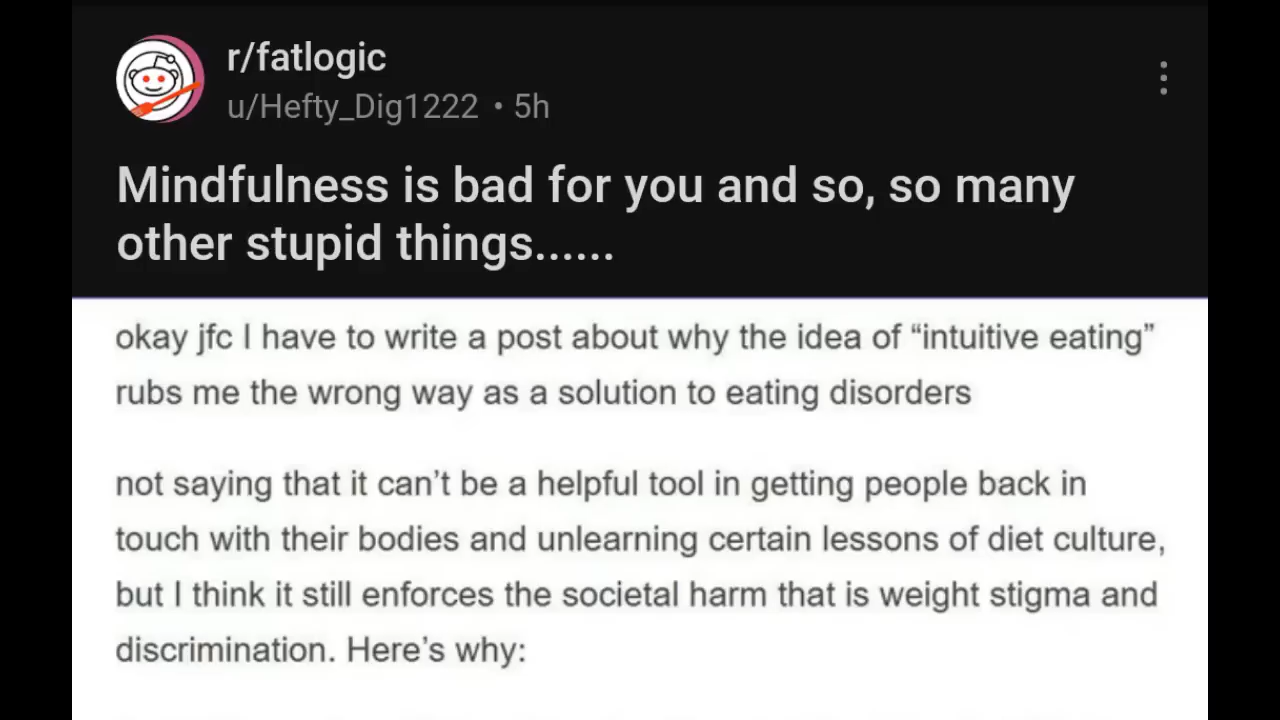 r/fatlogic
u/Hefty_Dig1222 • 5h
Mindfulness is bad for you and so, so many
other stupid things......
okay jfc I have to write a post about why the idea of “intuitive eating”
rubs me the wrong way as a solution to eating disorders
not saying that it can’t be a helpful tool in getting people back in
touch with their bodies and unlearning certain lessons of diet culture,
but I think it still enforces the societal harm that is weight stigma and
discrimination. Here’s why: